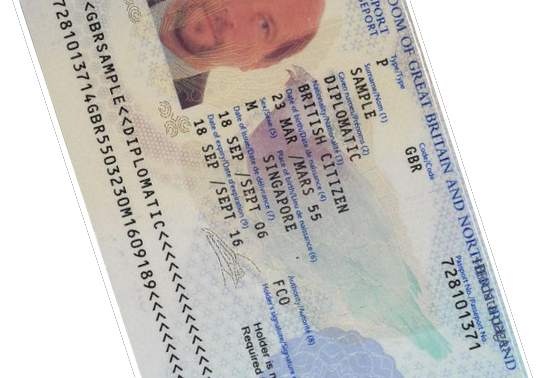 DOM OF GREAT BRITAIN AND NORTHERN IRELAND
PORT
SEPORT
Type/Type
P
Code/Code
GBR
Passport No./Passeport No.
728101371
Surname/Nom (1)
SAMPLE
Given names/Prénoms (2)
DIPLOMATIC
Nationality/Nationalité (3)
BRITISH CITIZEN
Date of birth/Date de naissance (4)
23 MAR /MARS 55
Sex/Sexe (5)
M
Place of birth/Lieu de naissance (6)
SINGAPORE
Date of issue/Date de délivrance (7)
18 SEP /SEPT 06
Authority/Autorité (8)
FCO
Date of expiry/Date d'expiration (9)
18 SEP /SEPT 16
Holder's signature/Signature
Holder is n
Required
<GBRSAMPLE<<DIPLOMATIC<<<<<<<<<<<<
7281013714GBR5503230M1609189<<<<<<<